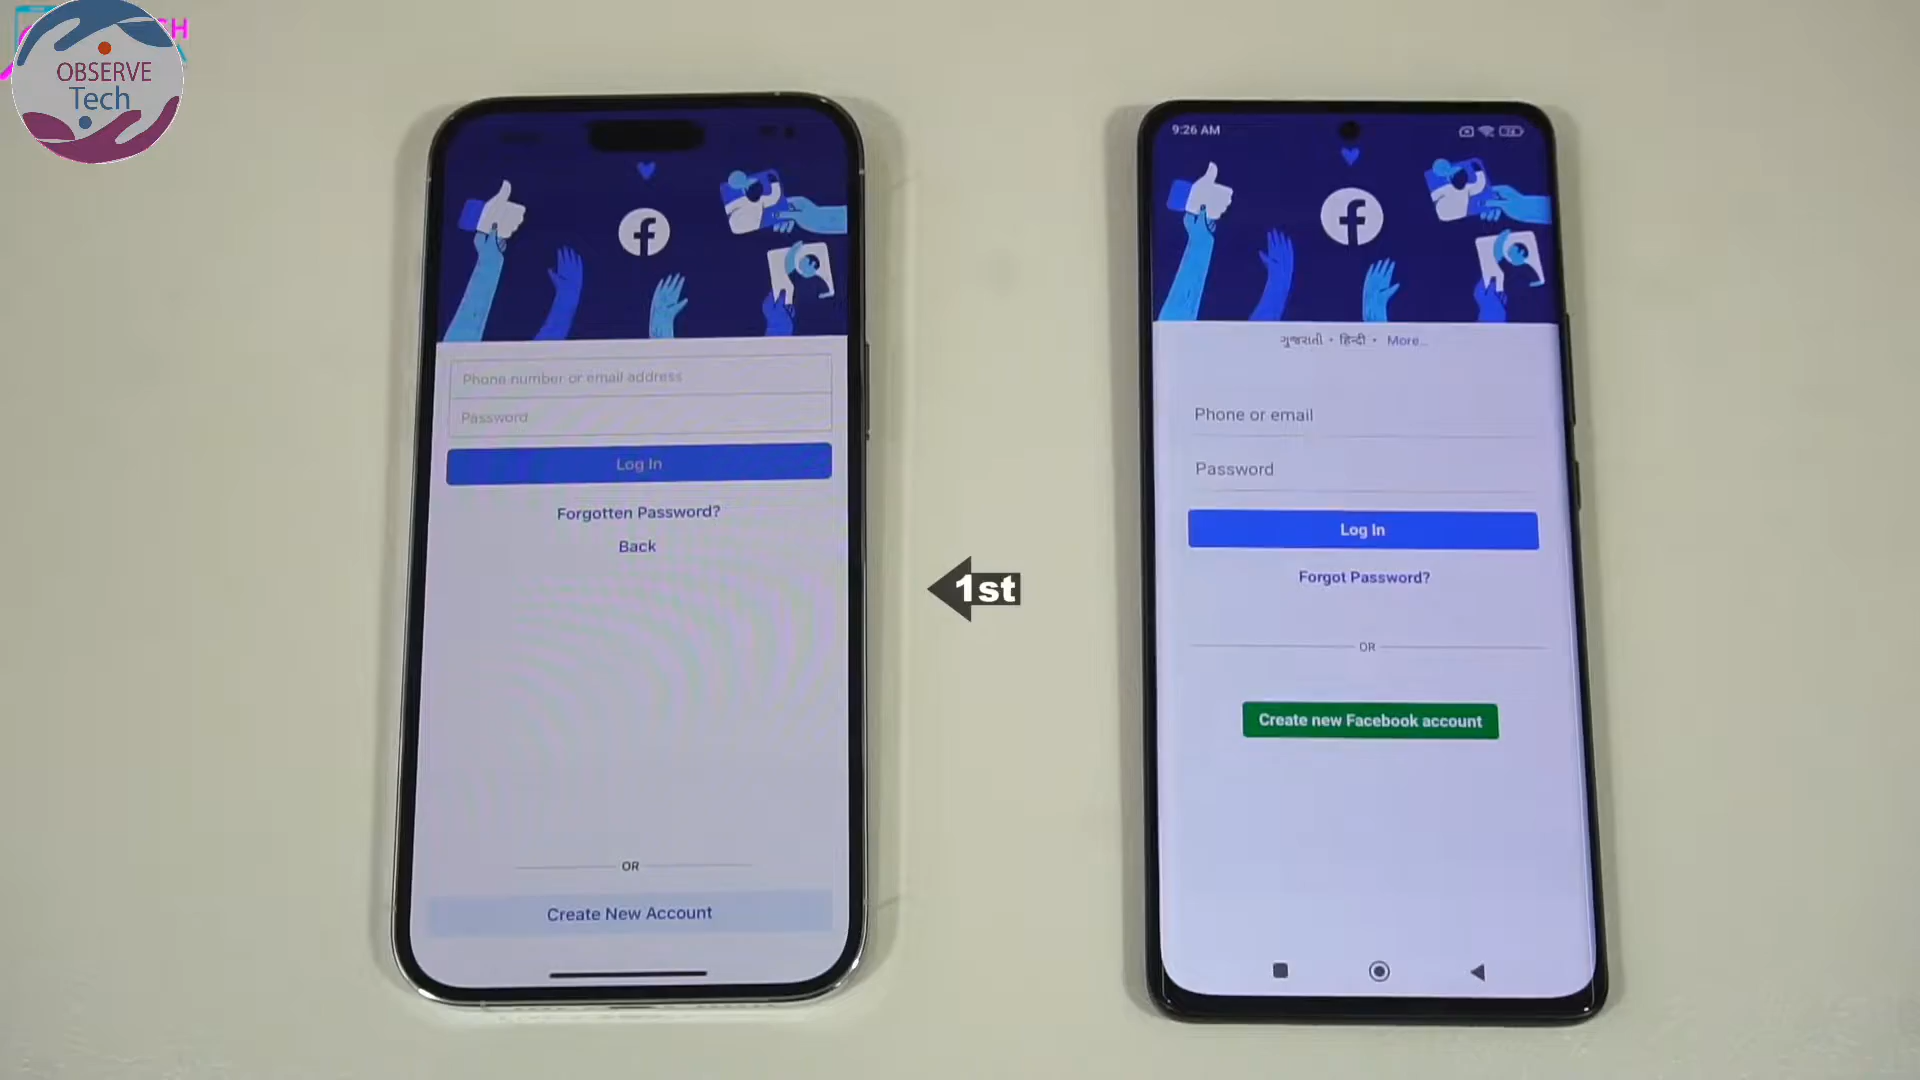 OBSERVE
Tech
Phone number or email address
Password
Log In
Forgotten Password?
Back
OR
Create New Account
1st
9:26 AM
ગુજરાતી • हिन्दी • More...
Phone or email
Password
Log In
Forgot Password?
OR
Create new Facebook account